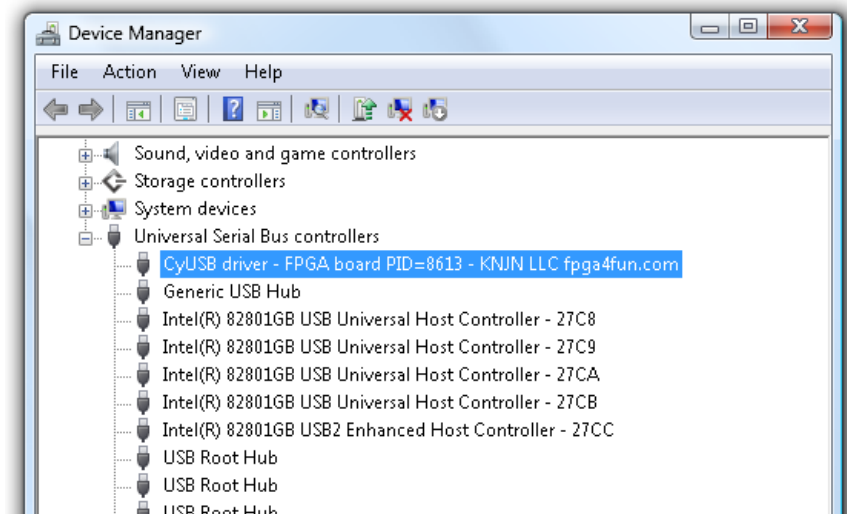 Device Manager
File Action View Help
Sound, video and game controllers
Storage controllers
System devices
Universal Serial Bus controllers
CyUSB driver - FPGA board PID=8613 - KNJN LLC fpga4fun.com
Generic USB Hub
Intel(R) 82801GB USB Universal Host Controller - 27C8
Intel(R) 82801GB USB Universal Host Controller - 27C9
Intel(R) 82801GB USB Universal Host Controller - 27CA
Intel(R) 82801GB USB Universal Host Controller - 27CB
Intel(R) 82801GB USB2 Enhanced Host Controller - 27CC
USB Root Hub
USB Root Hub
USB Root Hub